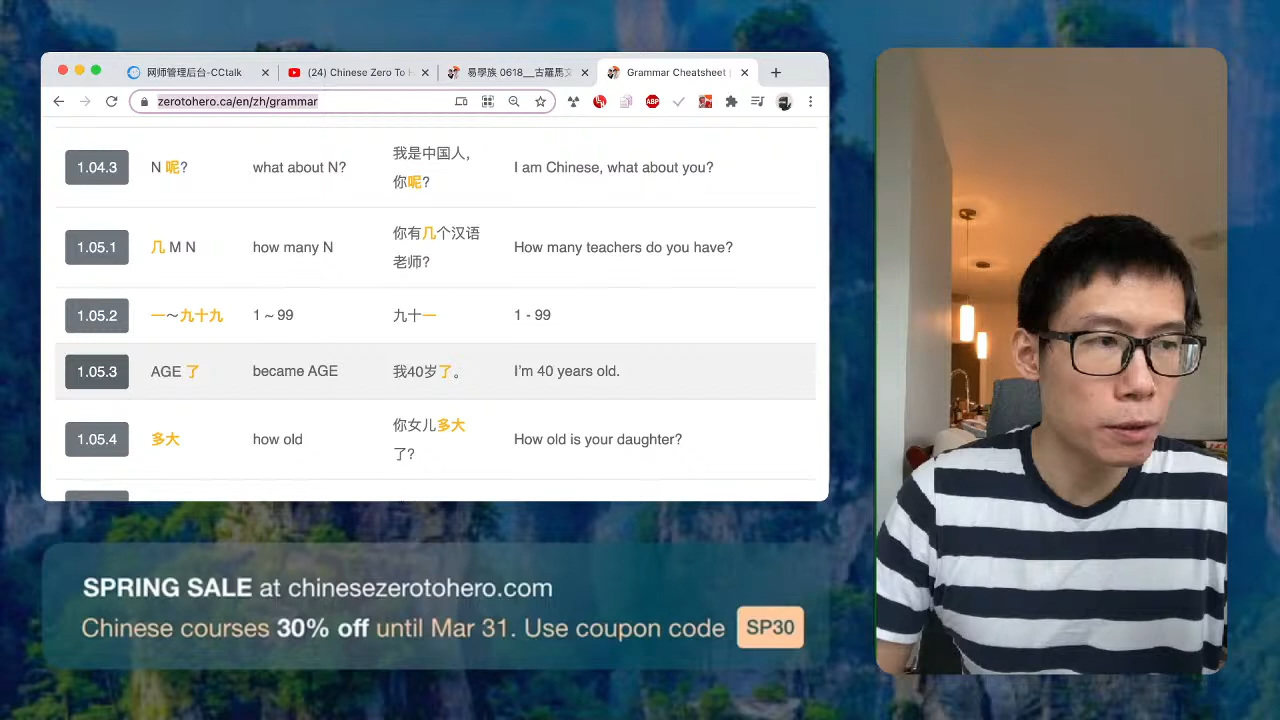 网师管理后台-CCtalk
(24) Chinese Zero To H
易學族 0618__古羅馬文
Grammar Cheatsheet |
zerotohero.ca/en/zh/grammar
ABP
1.04.3 N 呢? what about N? 我是中国人, 你呢? I am Chinese, what about you?
1.05.1 几 M N how many N 你有几个汉语老师? How many teachers do you have?
1.05.2 一～九十九 1 ~ 99 九十一 1 - 99
1.05.3 AGE 了 became AGE 我40岁了。 I'm 40 years old.
1.05.4 多大 how old 你女儿多大了? How old is your daughter?
SPRING SALE at chinesezerotohero.com
Chinese courses 30% off until Mar 31. Use coupon code SP30